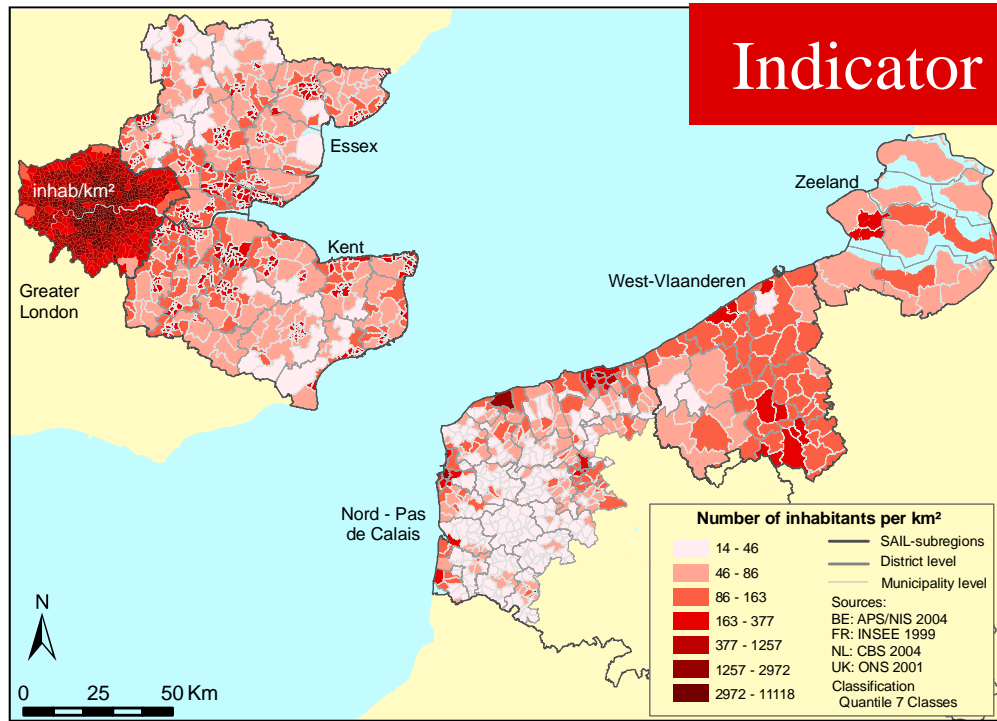 Indicator
Essex
inhab/km²
Zeeland
Kent
West-Vlaanderen
Greater
London
Nord - Pas
de Calais
N
0 25 50 Km
Number of inhabitants per km²
14 - 46
46 - 86
86 - 163
163 - 377
377 - 1257
1257 - 2972
2972 - 11118
SAIL-subregions
District level
Municipality level
Sources:
BE: APS/NIS 2004
FR: INSEE 1999
NL: CBS 2004
UK: ONS 2001
Classification
Quantile 7 Classes